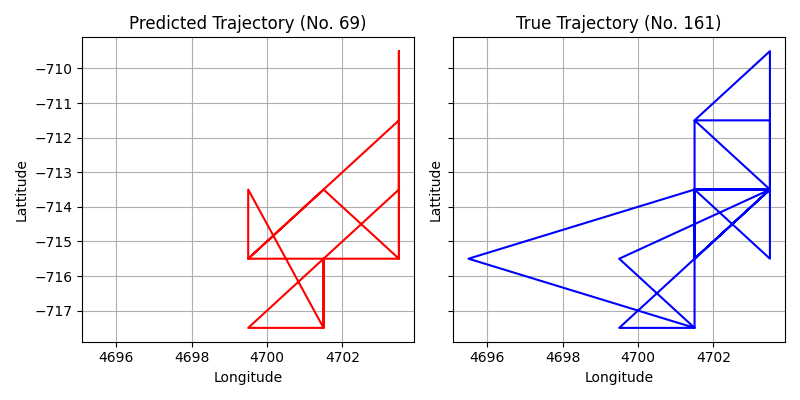 Predicted Trajectory (No. 69)
True Trajectory (No. 161)
Lattitude
−710
−711
−712
−713
−714
−715
−716
−717
4696 4698 4700 4702
Longitude
Lattitude
4696 4698 4700 4702
Longitude